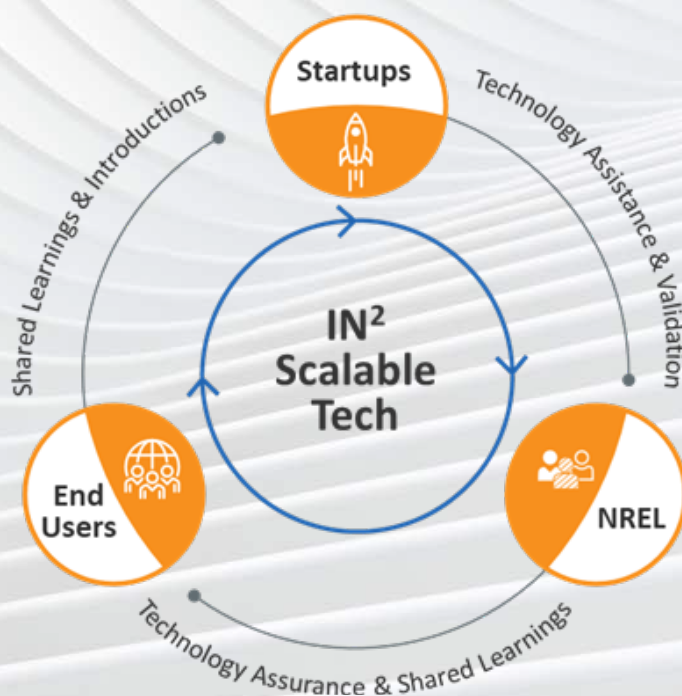 Startups
Technology Assistance & Validation
Shared Learnings & Introductions
IN²
Scalable
Tech
End
Users
NREL
Technology Assurance & Shared Learnings